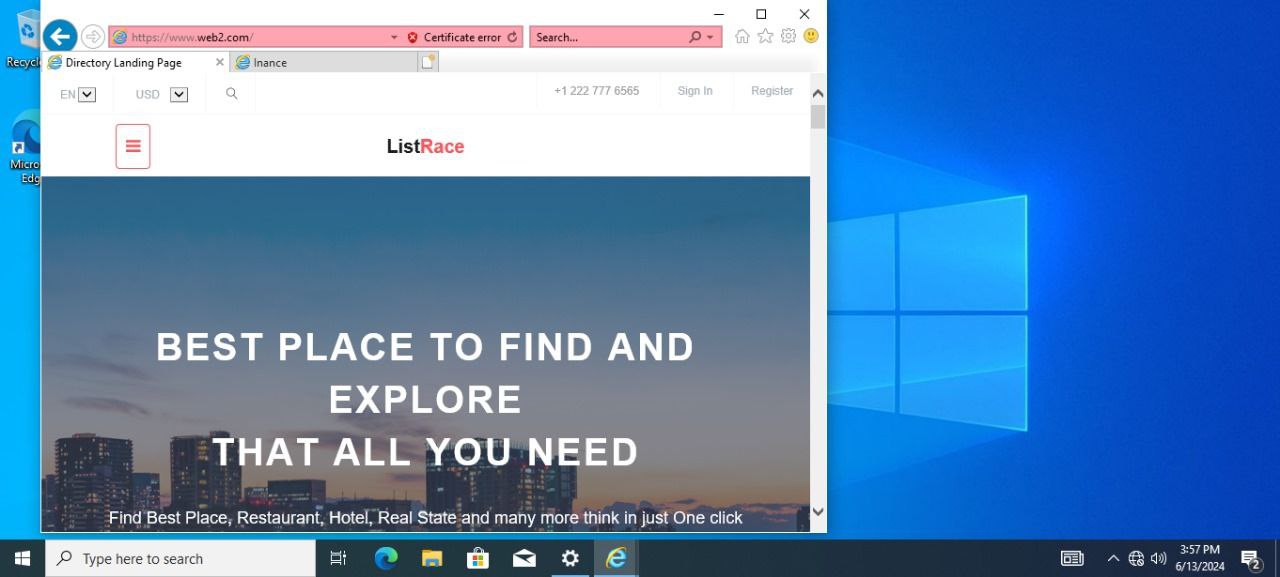 https://www.web2.com/
Certificate error
Search...
Directory Landing Page
Inance
EN
USD
+1 222 777 6565
Sign In
Register
ListRace
BEST PLACE TO FIND AND
EXPLORE
THAT ALL YOU NEED
Find Best Place, Restaurant, Hotel, Real State and many more think in just One click
Recycl
Micro
Edg
Type here to search
3:57 PM
6/13/2024
2